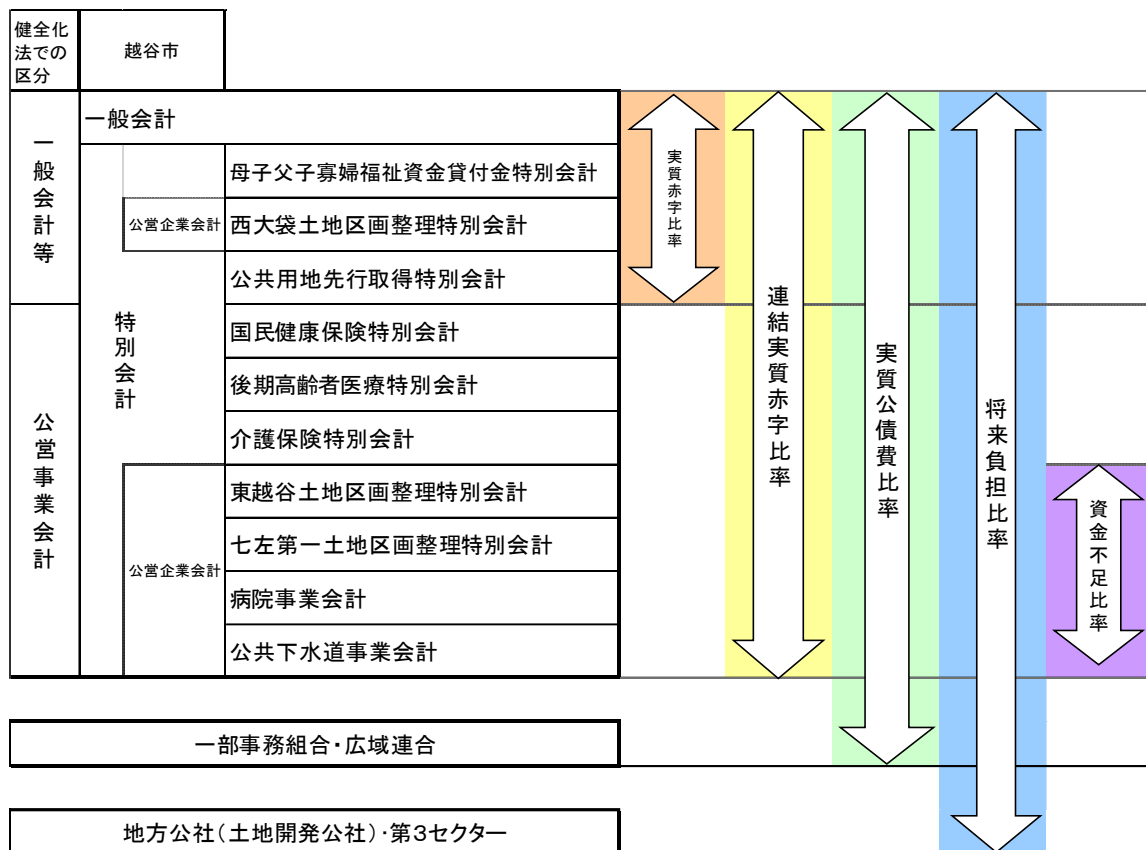 健全化
法での
区分
越谷市
一般会計等
一般会計
母子父子寡婦福祉資金貸付金特別会計
公営企業会計
西大袋土地区画整理特別会計
公共用地先行取得特別会計
特別会計
公営事業会計
国民健康保険特別会計
後期高齢者医療特別会計
介護保険特別会計
公営企業会計
東越谷土地区画整理特別会計
七左第一土地区画整理特別会計
病院事業会計
公共下水道事業会計
実質赤字比率
連結実質赤字比率
実質公債費比率
将来負担比率
資金不足比率
一部事務組合・広域連合
地方公社(土地開発公社)・第3セクター